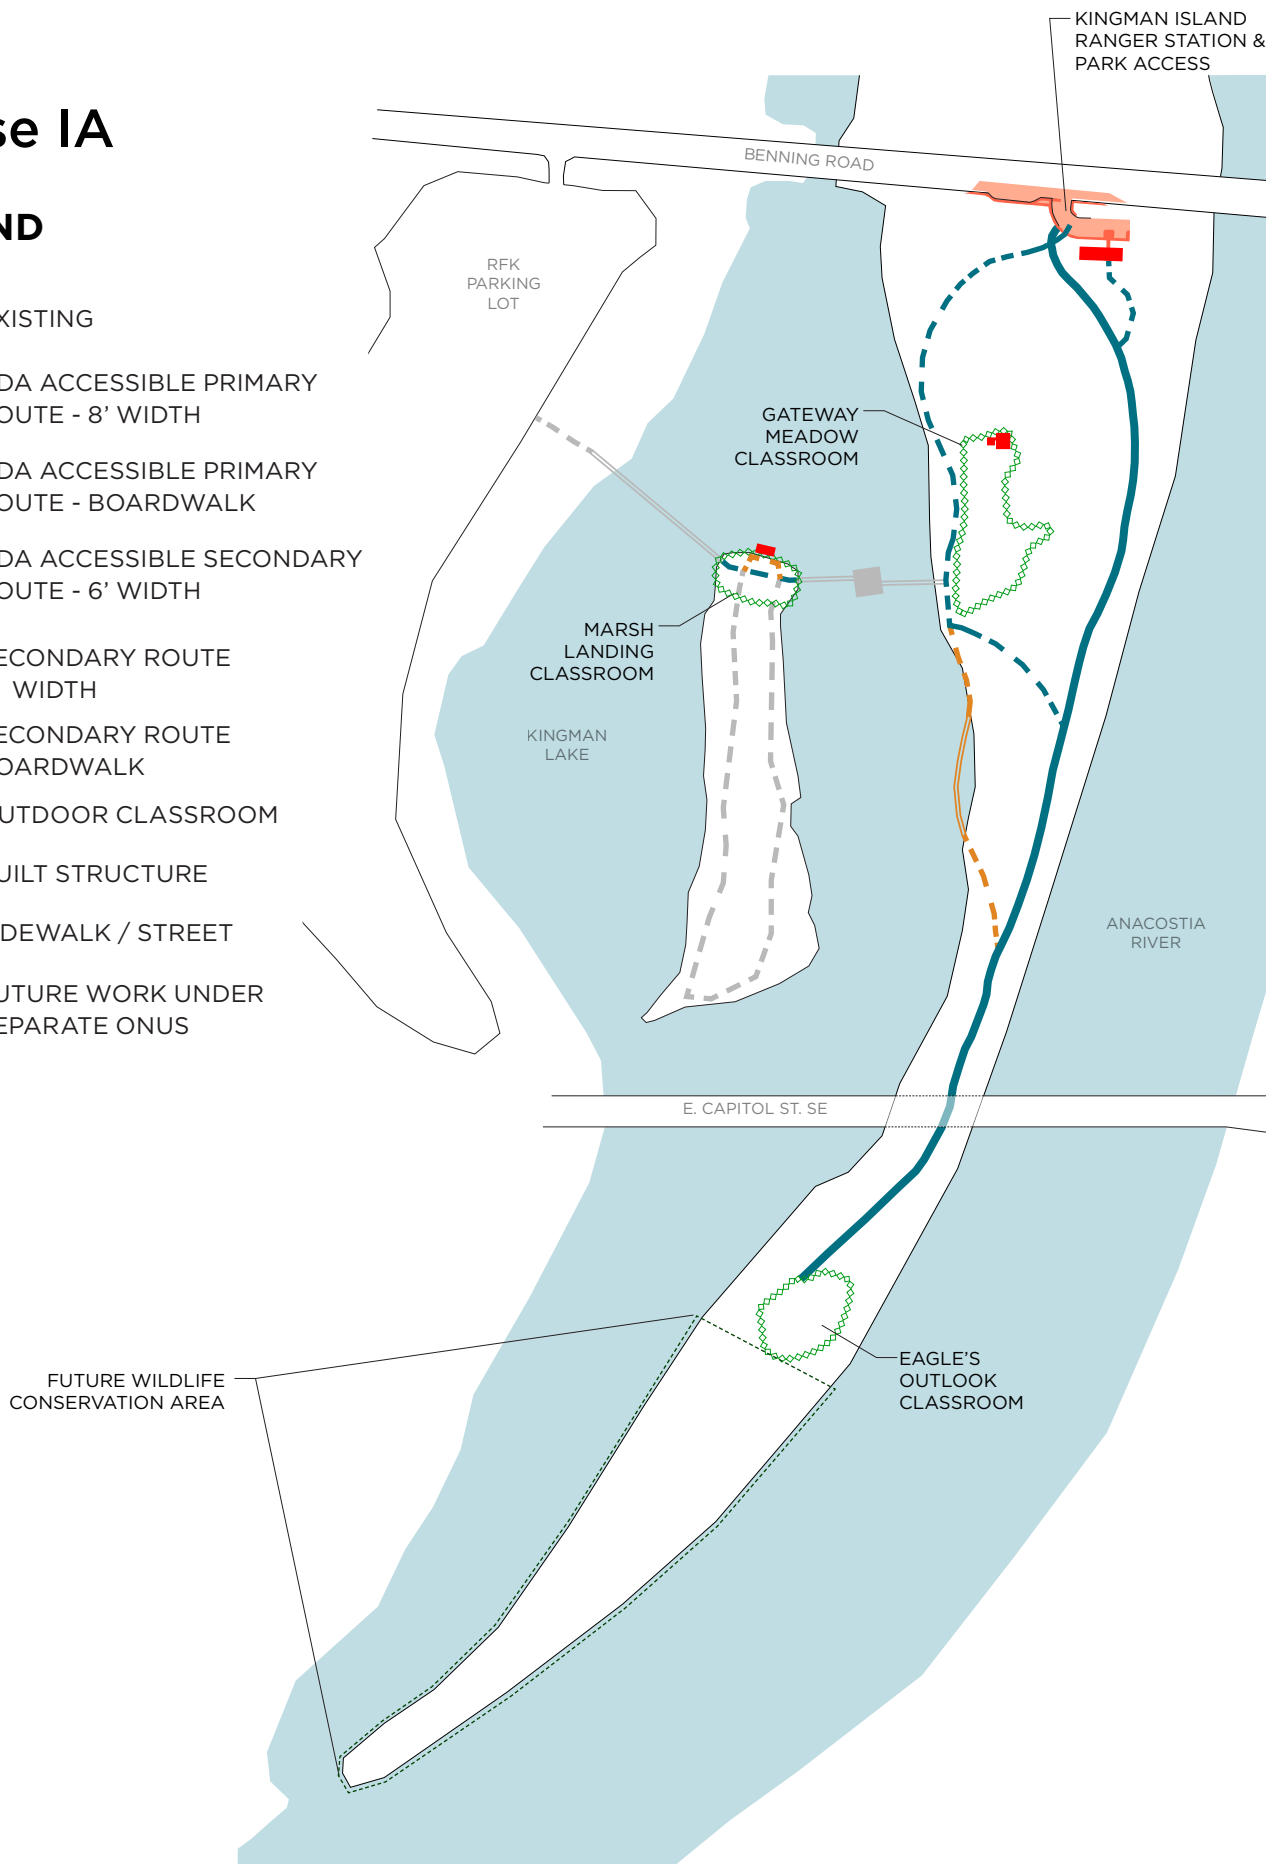 KINGMAN ISLAND
RANGER STATION &
PARK ACCESS
se IA
BENNING ROAD
ND
RFK
PARKING
LOT
XISTING
DA ACCESSIBLE PRIMARY
OUTE - 8’ WIDTH
GATEWAY
MEADOW
CLASSROOM
DA ACCESSIBLE PRIMARY
OUTE - BOARDWALK
DA ACCESSIBLE SECONDARY
OUTE - 6’ WIDTH
MARSH
LANDING
CLASSROOM
ECONDARY ROUTE
WIDTH
KINGMAN
LAKE
ECONDARY ROUTE
OARDWALK
UTDOOR CLASSROOM
UILT STRUCTURE
DEWALK / STREET
ANACOSTIA
RIVER
UTURE WORK UNDER
EPARATE ONUS
E. CAPITOL ST. SE
EAGLE’S
OUTLOOK
CLASSROOM
FUTURE WILDLIFE
CONSERVATION AREA